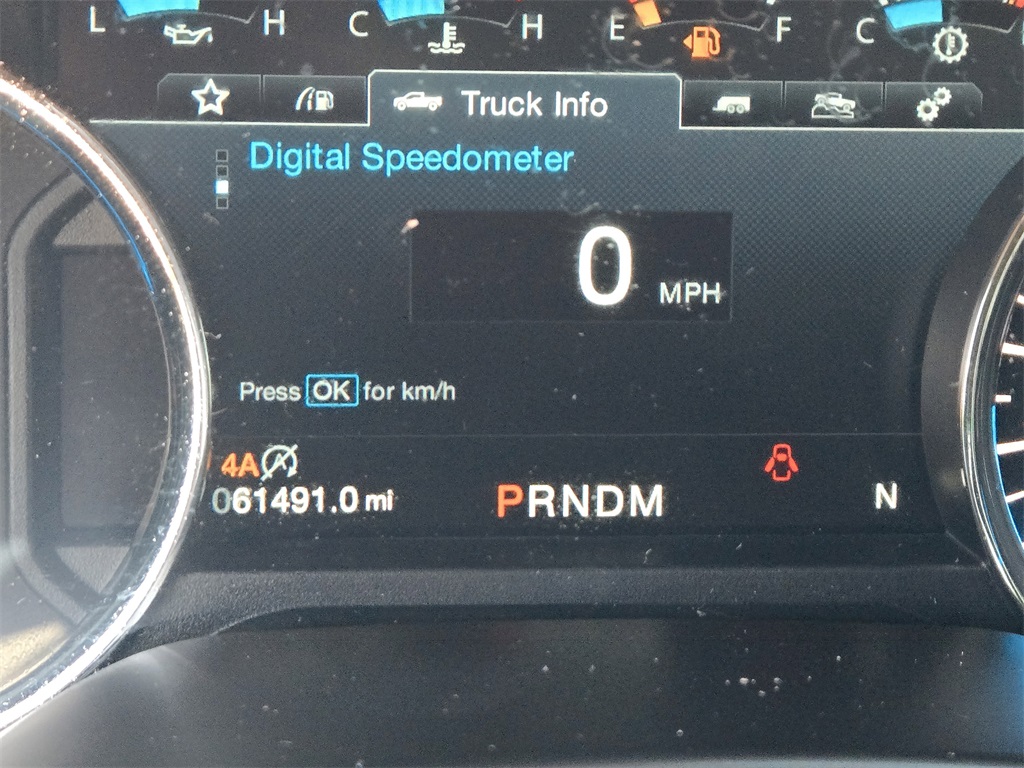 L H C H E F C
Truck Info
Digital Speedometer
0 MPH
Press OK for km/h
4A
061491.0 mi PRNDM N